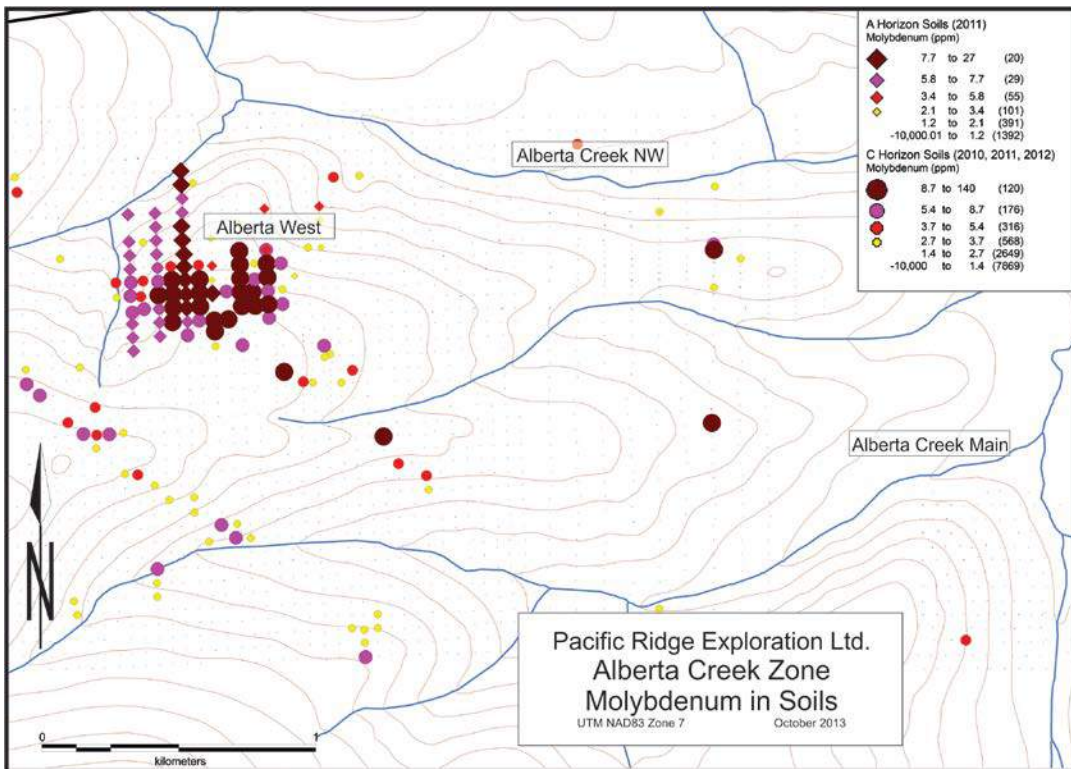 A Horizon Soils (2011)
Molybdenum (ppm)
7.7 to 27 (20)
5.8 to 7.7 (29)
3.4 to 5.8 (55)
2.1 to 3.4 (101)
1.2 to 2.1 (391)
-10,000.01 to 1.2 (1392)
C Horizon Soils (2010, 2011, 2012)
Molybdenum (ppm)
8.7 to 140 (120)
5.4 to 8.7 (176)
3.7 to 5.4 (316)
2.7 to 3.7 (568)
1.4 to 2.7 (2649)
-10,000 to 1.4 (7869)
Alberta Creek NW
Alberta West
Alberta Creek Main
N
Pacific Ridge Exploration Ltd.
Alberta Creek Zone
Molybdenum in Soils
UTM NAD83 Zone 7 October 2013
0 1
kilometers